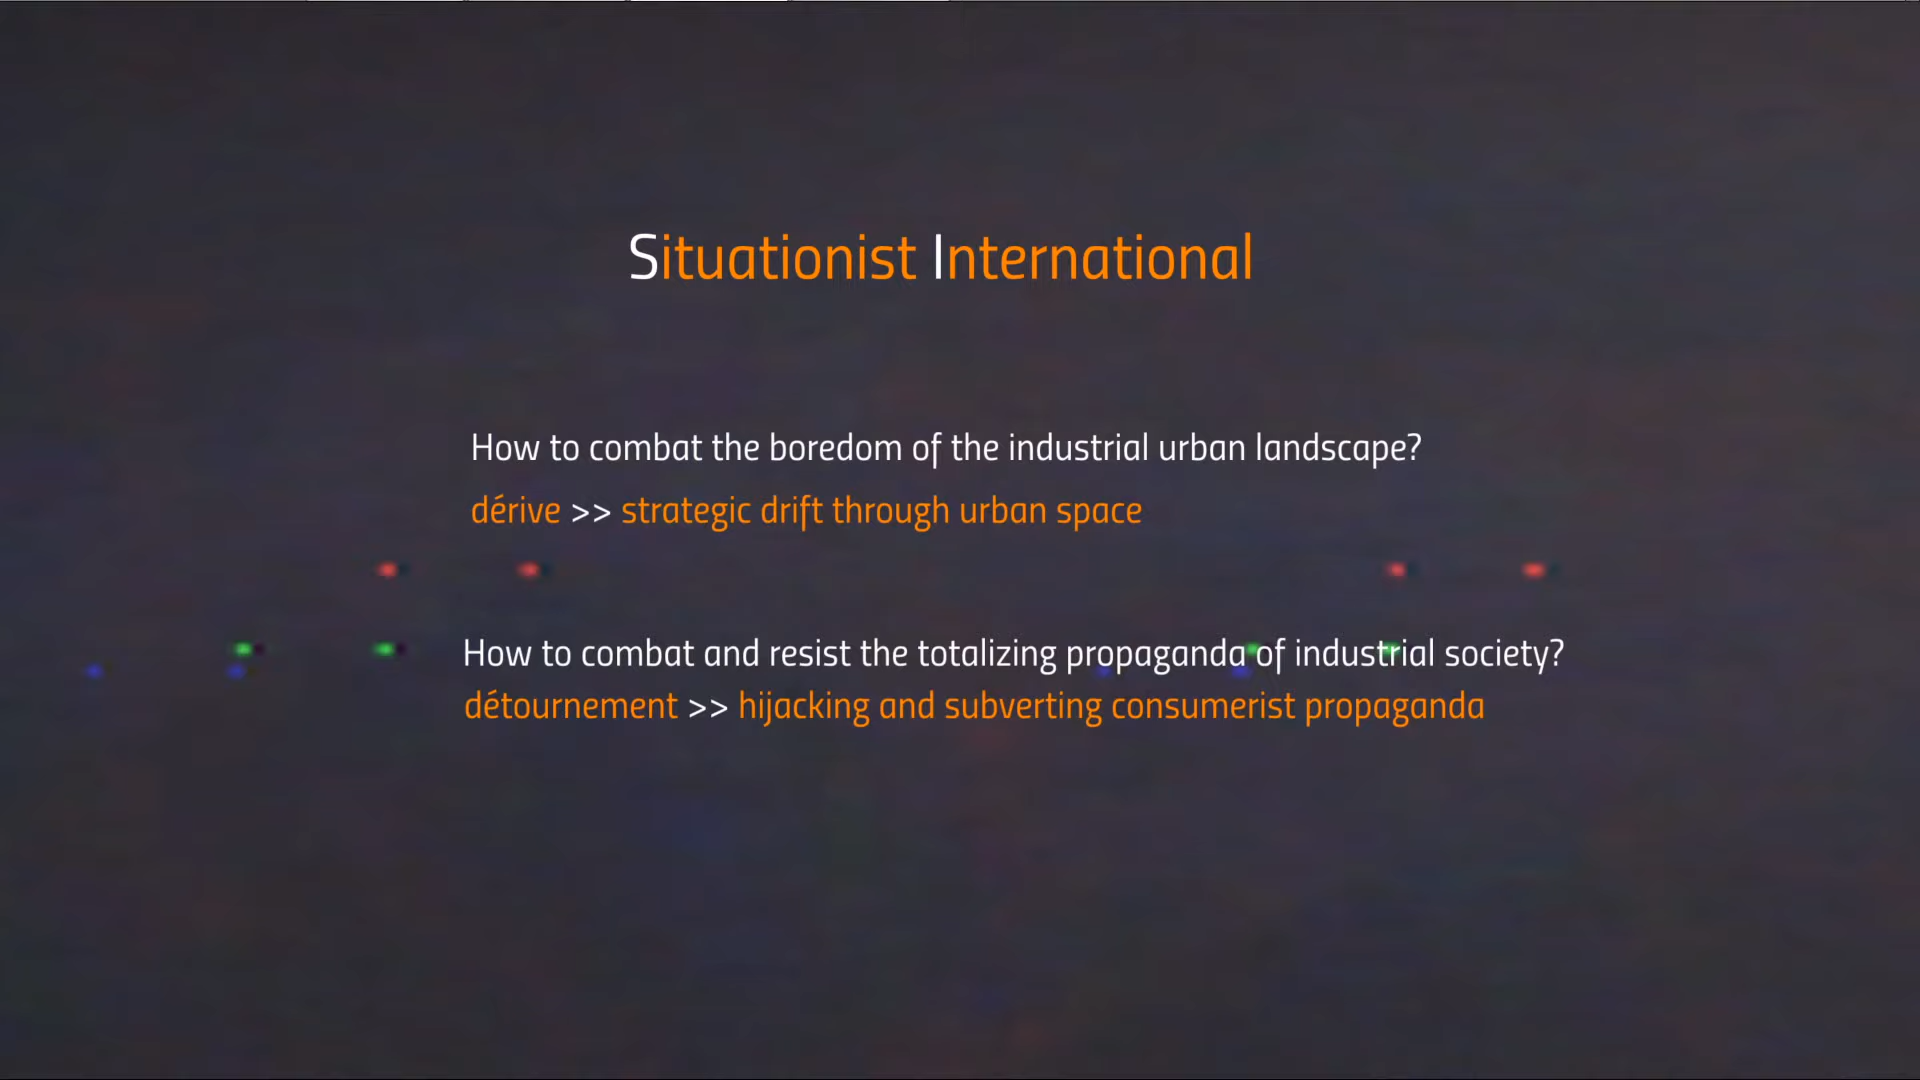 Situationist International
How to combat the boredom of the industrial urban landscape?
dérive >> strategic drift through urban space
How to combat and resist the totalizing propaganda of industrial society?
détournement >> hijacking and subverting consumerist propaganda